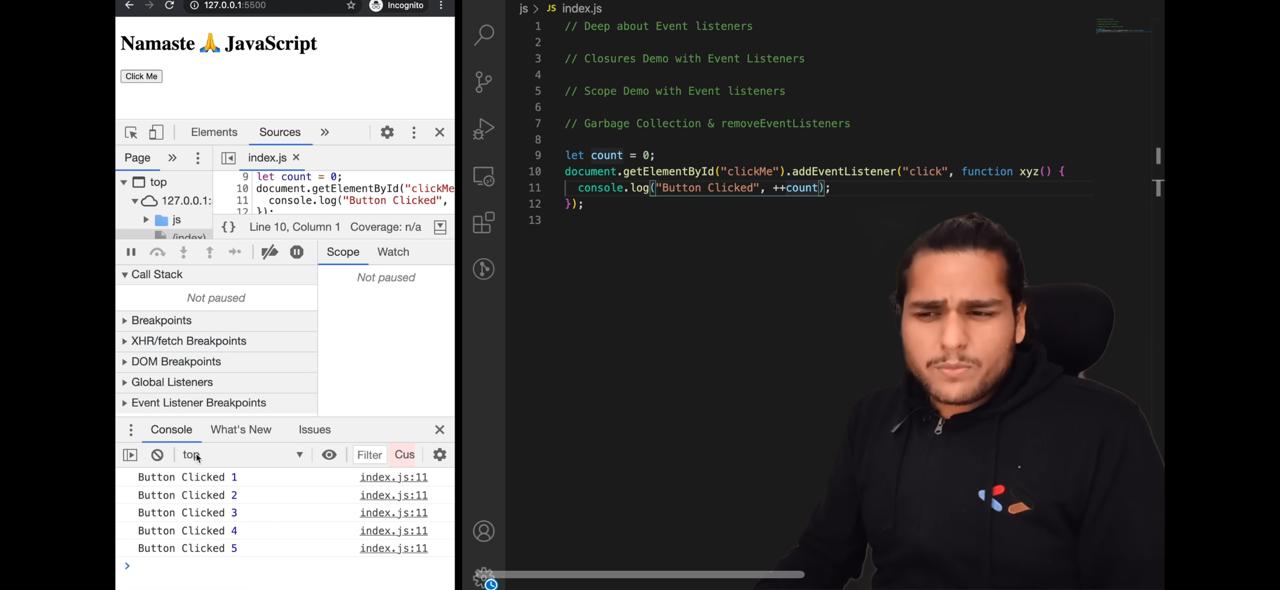 127.0.0.1:5500
Incognito
Namaste 🙏 JavaScript
Click Me
Elements
Sources
Page
index.js
top
127.0.0.1:
js
(index)
9 let count = 0;
10 document.getElementById("clickMe
11 console.log("Button Clicked",
12 });
{} Line 10, Column 1 Coverage: n/a
Scope
Watch
Call Stack
Not paused
Not paused
Breakpoints
XHR/fetch Breakpoints
DOM Breakpoints
Global Listeners
Event Listener Breakpoints
Console
What's New
Issues
top
Filter
Cus
Button Clicked 1 index.js:11
Button Clicked 2 index.js:11
Button Clicked 3 index.js:11
Button Clicked 4 index.js:11
Button Clicked 5 index.js:11
>
js > JS index.js
1 // Deep about Event listeners
2
3 // Closures Demo with Event Listeners
4
5 // Scope Demo with Event listeners
6
7 // Garbage Collection & removeEventListeners
8
9 let count = 0;
10 document.getElementById("clickMe").addEventListener("click", function xyz() {
11 console.log("Button Clicked", ++count);
12 });
13